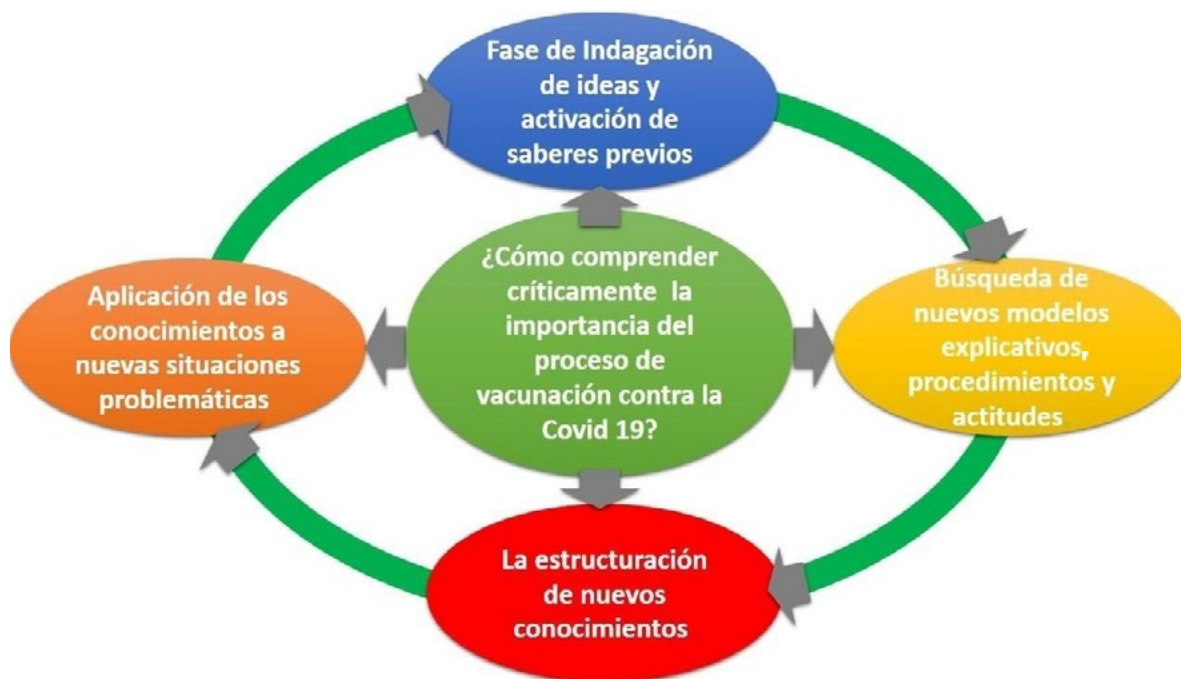 Fase de Indagación
de ideas y
activación de
saberes previos
¿Cómo comprender
críticamente la
importancia del
proceso de
vacunación contra la
Covid 19?
Aplicación de los
conocimientos a
nuevas situaciones
problemáticas
Búsqueda de
nuevos modelos
explicativos,
procedimientos y
actitudes
La estructuración
de nuevos
conocimientos